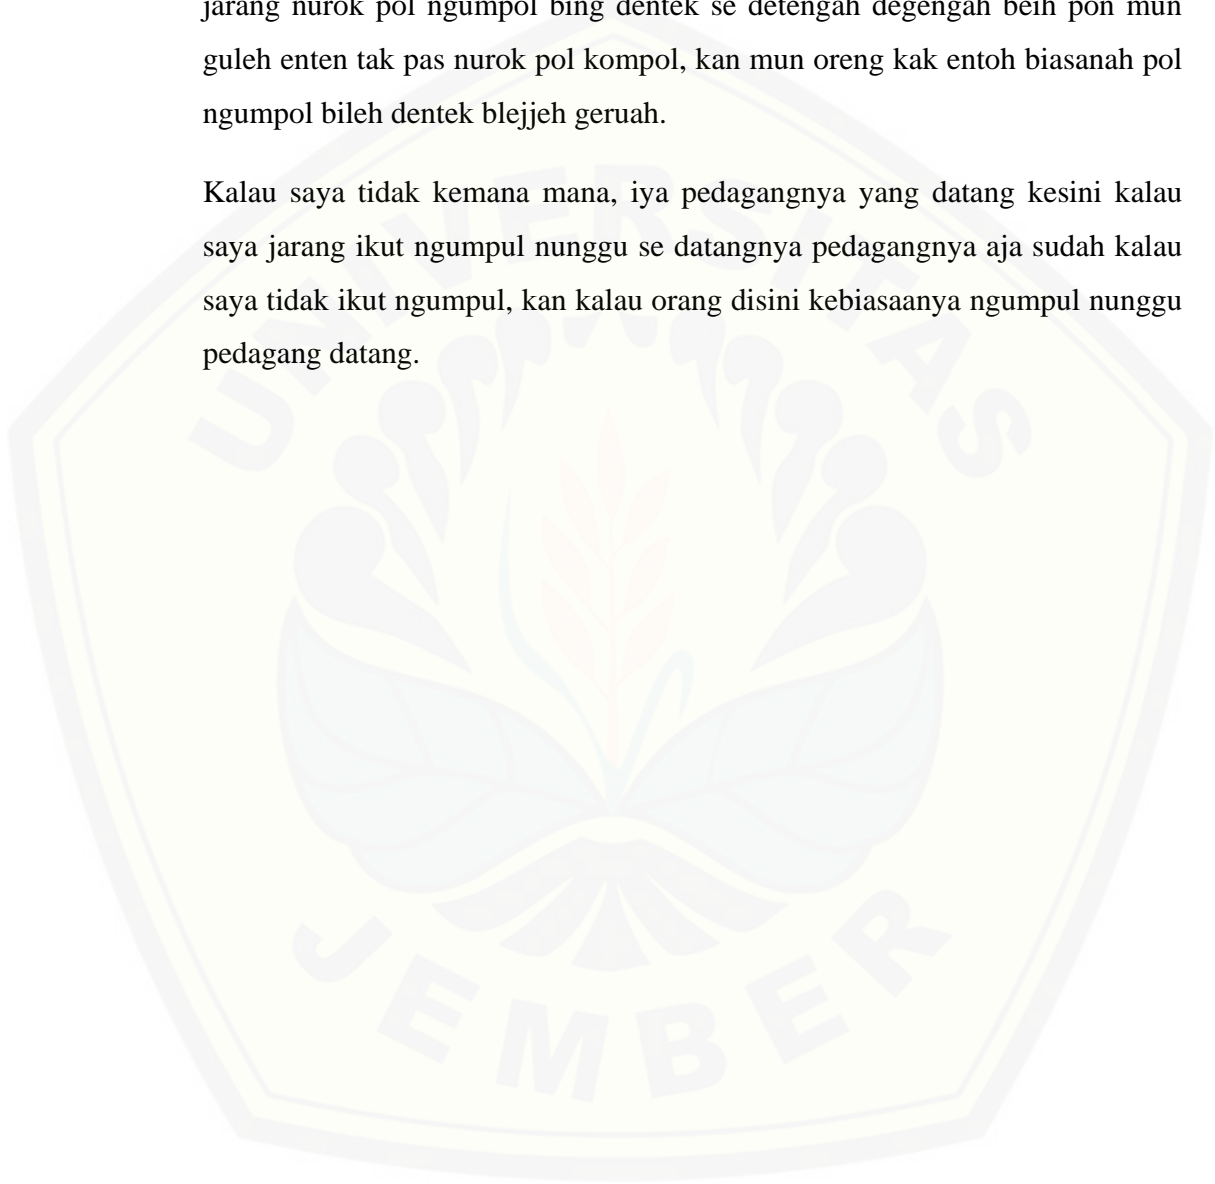 jarang nurok pol ngumpol bing dentek se detengah degengah beih pon mun
guleh enten tak pas nurok pol kompol, kan mun oreng kak entoh biasanah pol
ngumpol bileh dentek blejjeh geruah.
Kalau saya tidak kemana mana, iya pedagangnya yang datang kesini kalau
saya jarang ikut ngumpul nunggu se datangnya pedagangnya aja sudah kalau
saya tidak ikut ngumpul, kan kalau orang disini kebiasaanya ngumpul nunggu
pedagang datang.
UNIVERSITAS
JEMBER